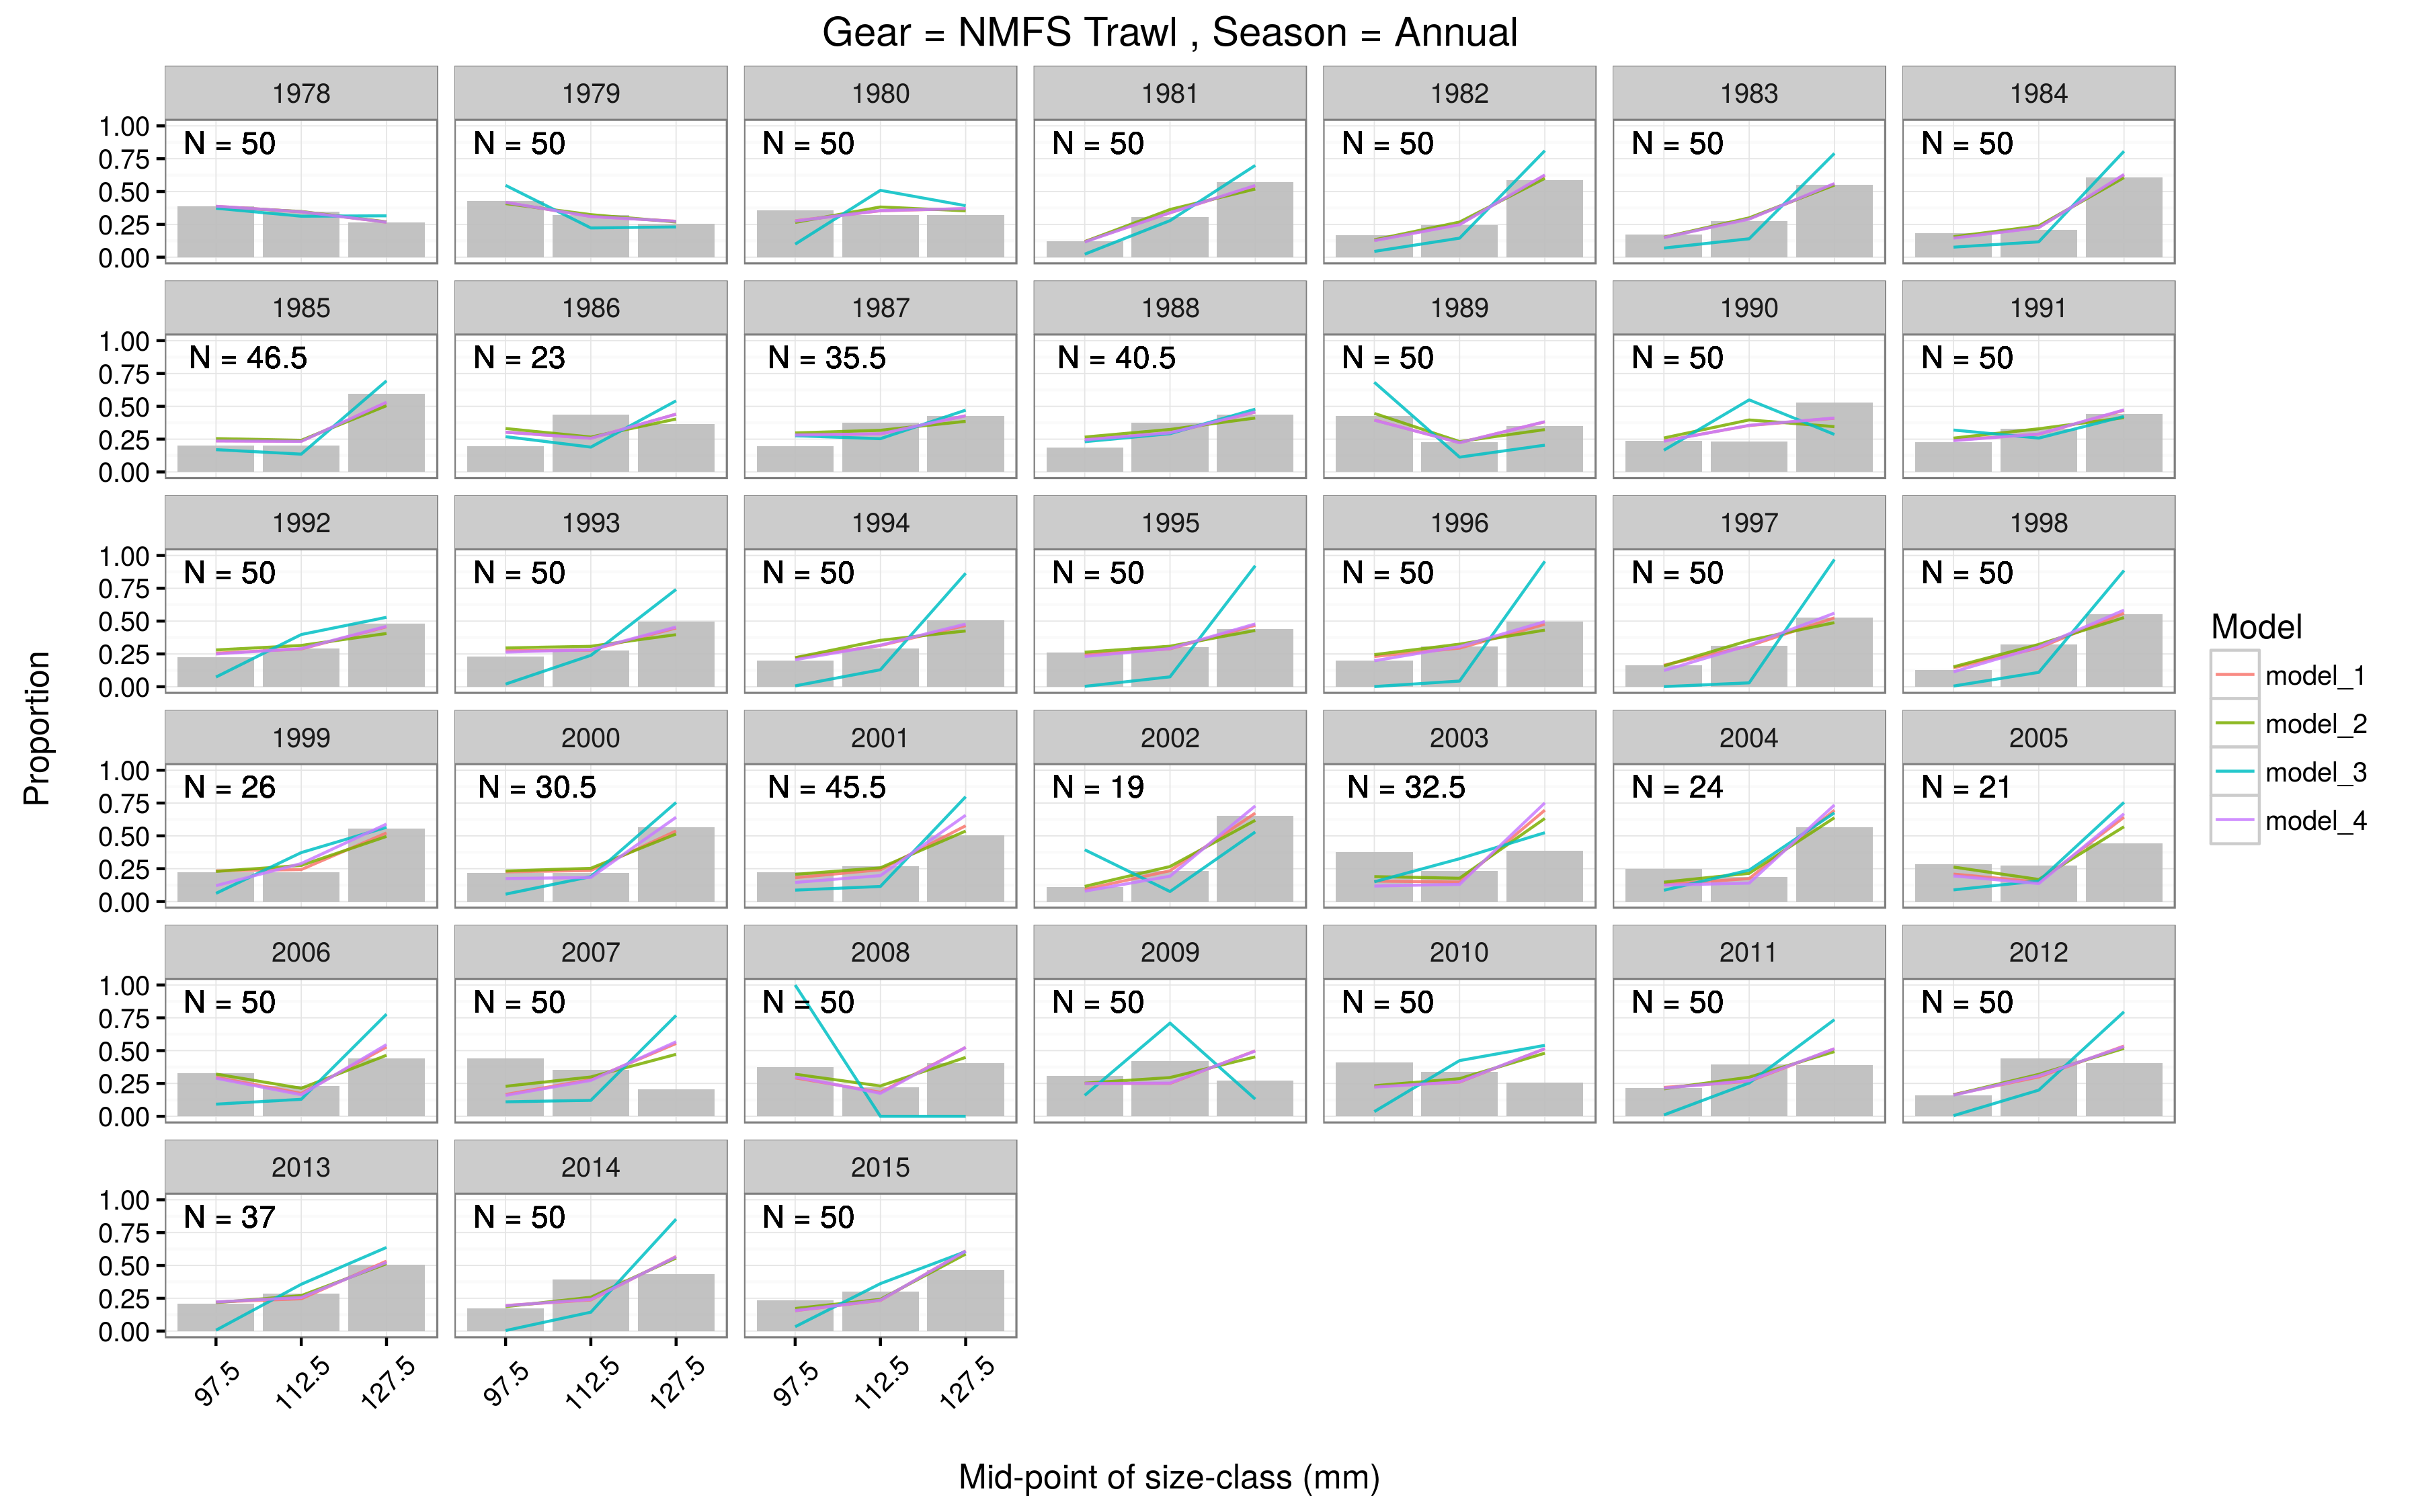 Gear = NMFS Trawl , Season = Annual
1978 1979 1980 1981 1982 1983 1984
1.00
N = 50 N = 50 N = 50 N = 50 N = 50 N = 50 N = 50
0.75
0.50
0.25
0.00
1985 1986 1987 1988 1989 1990 1991
1.00
N = 46.5 N = 23 N = 35.5 N = 40.5 N = 50 N = 50 N = 50
0.75
0.50
0.25
0.00
1992 1993 1994 1995 1996 1997 1998
1.00
N = 50 N = 50 N = 50 N = 50 N = 50 N = 50 N = 50
0.75
0.50
0.25
0.00
1999 2000 2001 2002 2003 2004 2005
1.00
N = 26 N = 30.5 N = 45.5 N = 19 N = 32.5 N = 24 N = 21
0.75
0.50
0.25
0.00
2006 2007 2008 2009 2010 2011 2012
1.00
N = 50 N = 50 N = 50 N = 50 N = 50 N = 50 N = 50
0.75
0.50
0.25
0.00
2013 2014 2015
1.00
N = 37 N = 50 N = 50
0.75
0.50
0.25
0.00
97.5 112.5 127.5 97.5 112.5 127.5 97.5 112.5 127.5
Proportion
Mid-point of size-class (mm)
Model
model_1
model_2
model_3
model_4